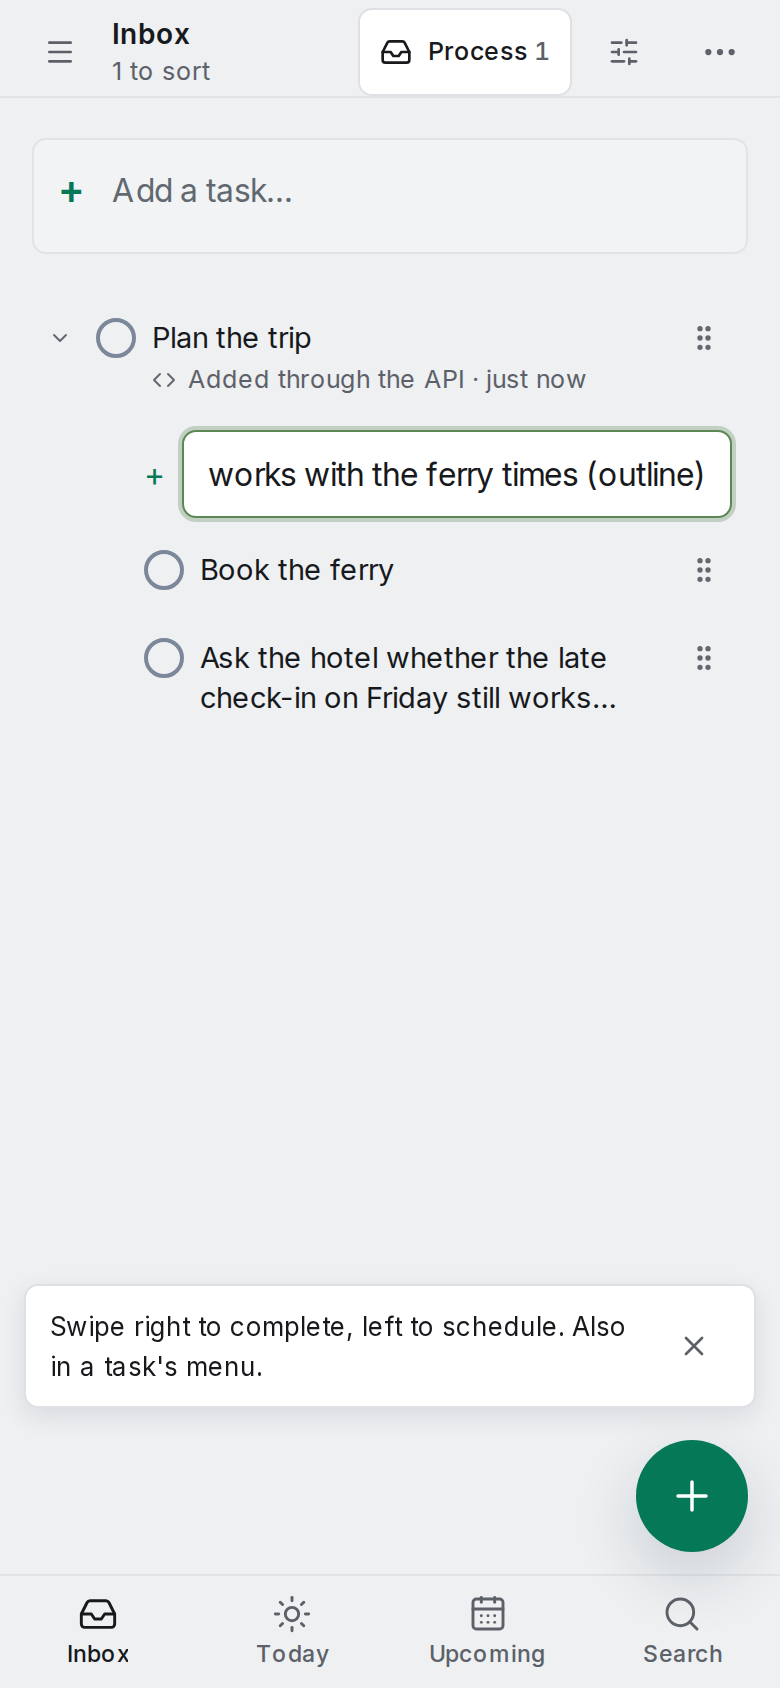 Inbox
1 to sort
Process 1
+ Add a task...
Plan the trip
Added through the API · just now
+ works with the ferry times (outline)
Book the ferry
Ask the hotel whether the late
check-in on Friday still works...
Swipe right to complete, left to schedule. Also
in a task's menu.
Inbox
Today
Upcoming
Search